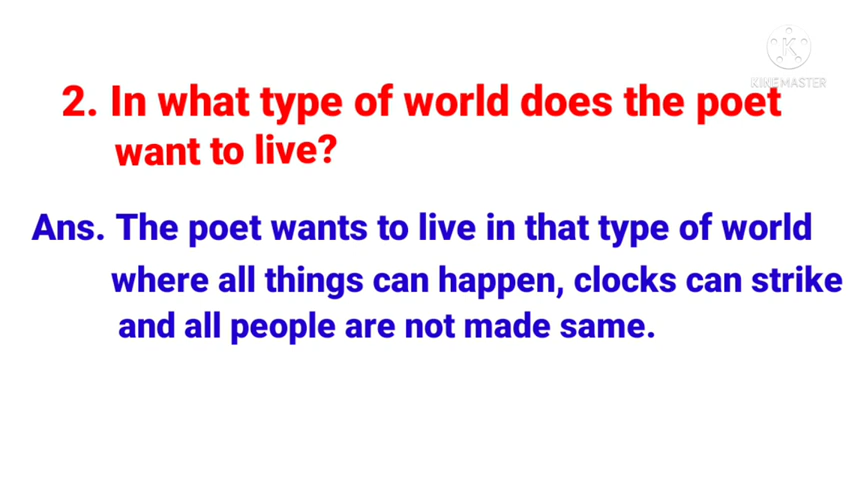 KINEMASTER
2. In what type of world does the poet
want to live?
Ans. The poet wants to live in that type of world
where all things can happen, clocks can strike
and all people are not made same.